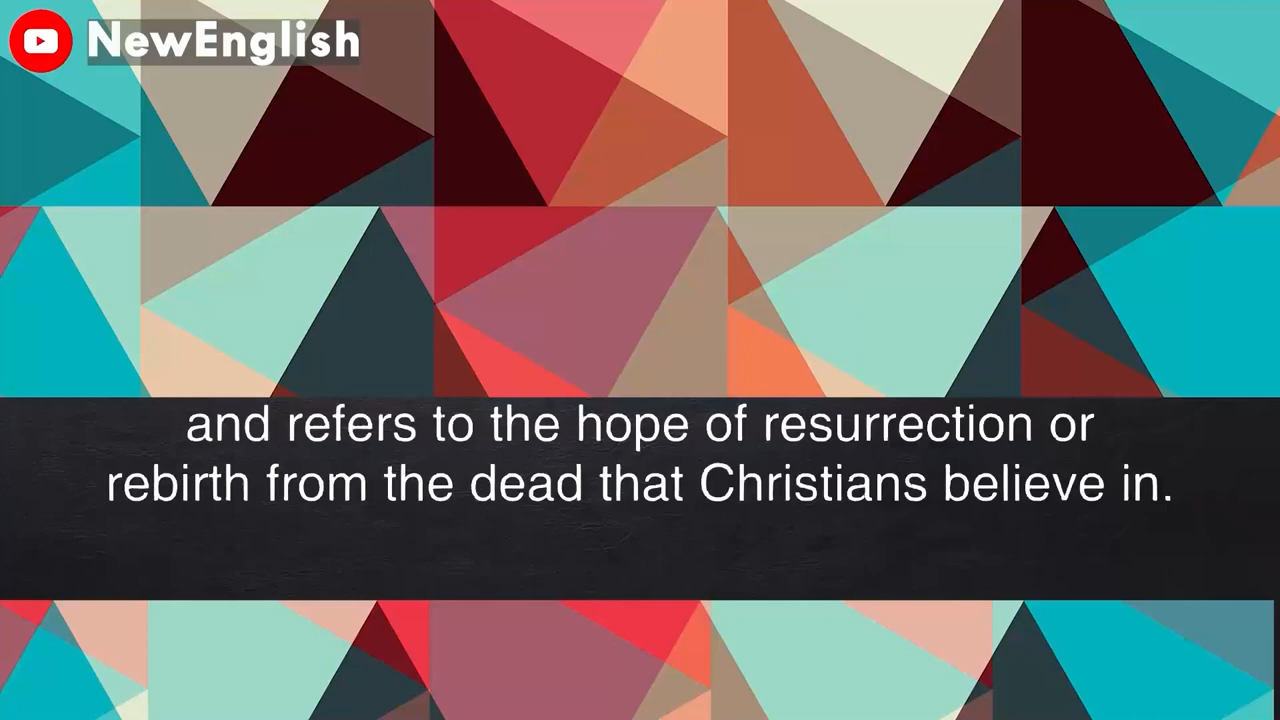 NewEnglish
and refers to the hope of resurrection or
rebirth from the dead that Christians believe in.